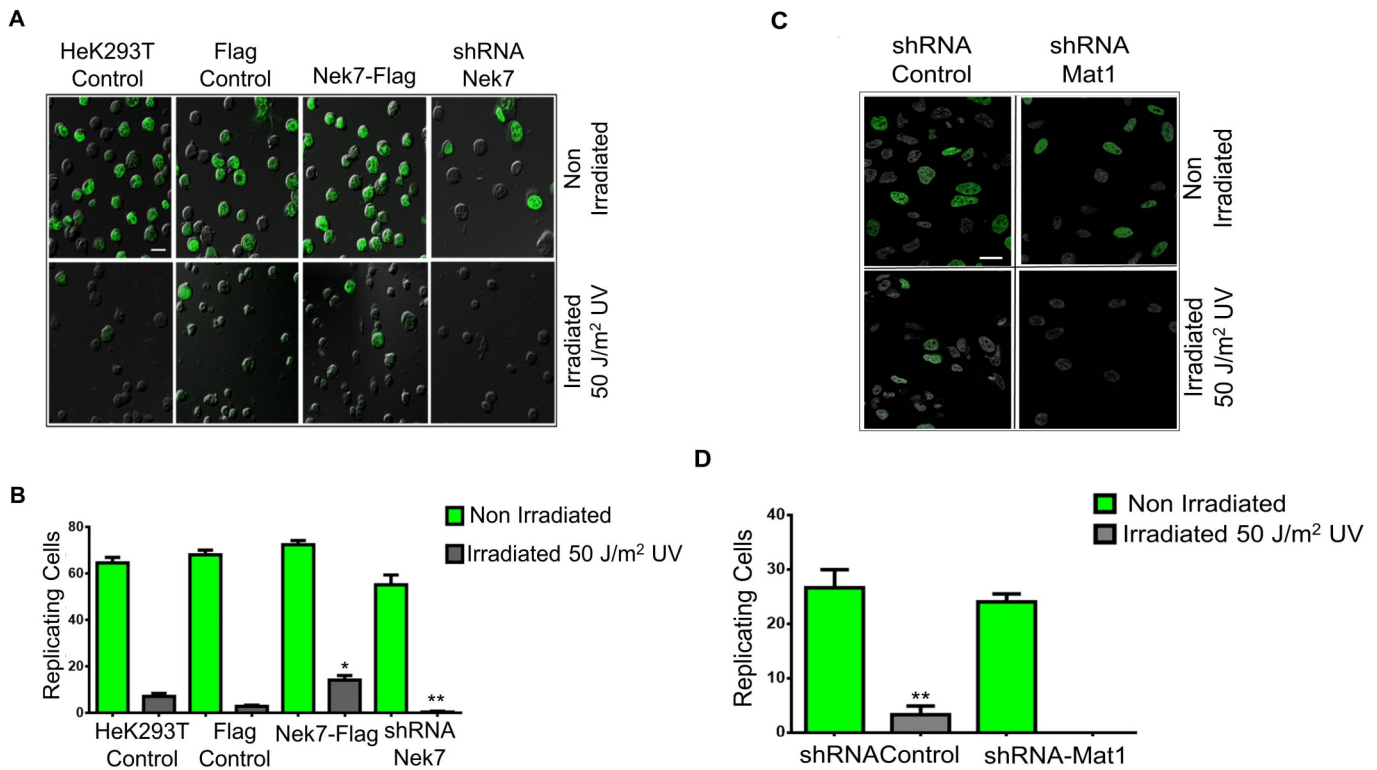 A
HeK293T
Control
Flag
Control
Nek7-Flag
shRNA
Nek7
Non
Irradiated
Irradiated
50 J/m² UV
C
shRNA
Control
shRNA
Mat1
Non
Irradiated
Irradiated
50 J/m² UV
B
Replicating Cells
80
60
40
20
0
*
**
HeK293T
Control
Flag
Control
Nek7-Flag
shRNA
Nek7
Non Irradiated
Irradiated 50 J/m² UV
D
Replicating Cells
40
30
20
10
0
**
shRNAControl
shRNA-Mat1
Non Irradiated
Irradiated 50 J/m² UV